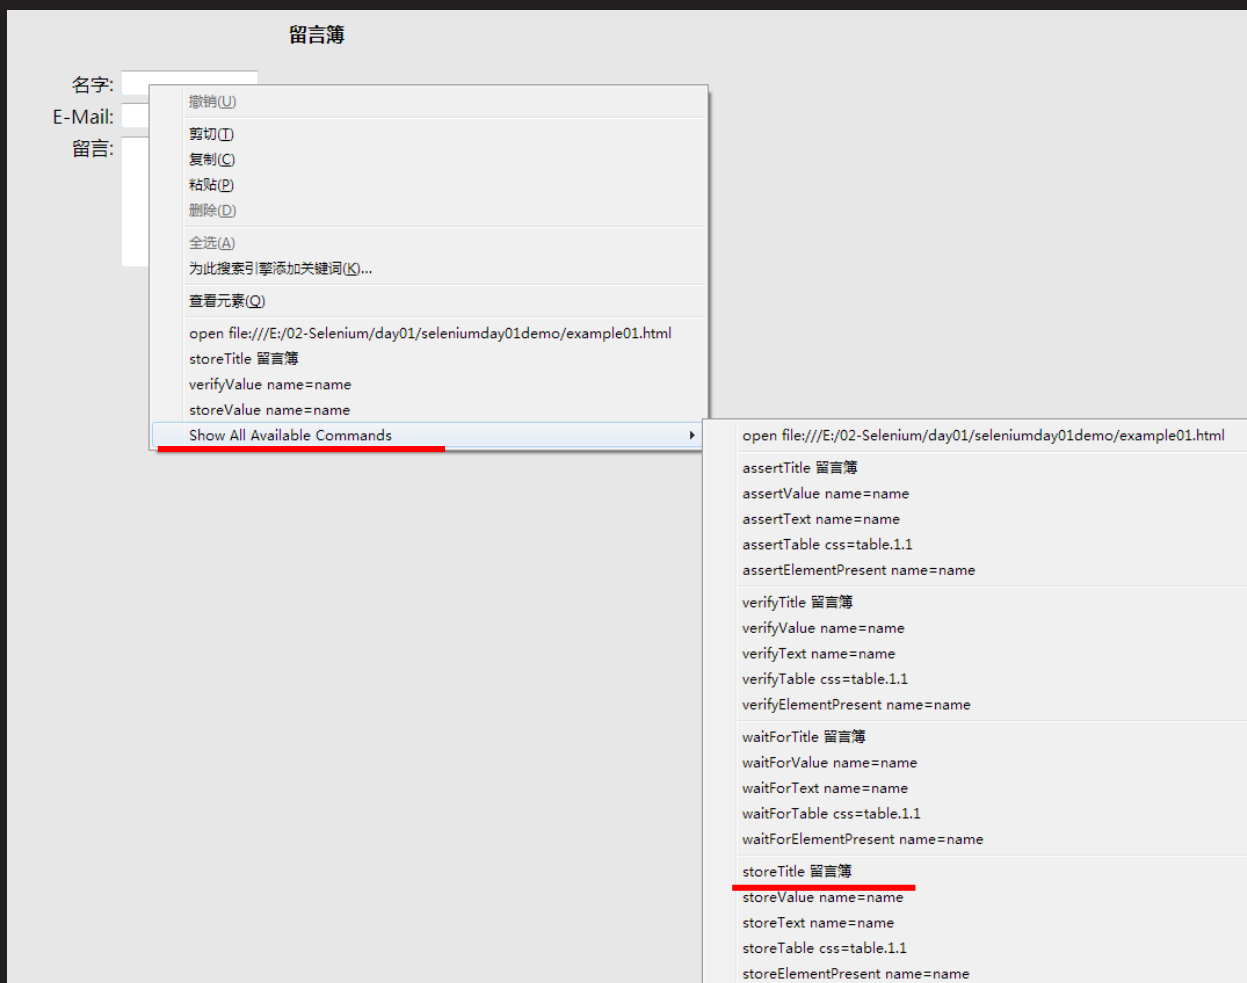 留言簿
名字:
E-Mail:
留言:
撤销(U)
剪切(T)
复制(C)
粘贴(P)
删除(D)
全选(A)
为此搜索引擎添加关键词(K)...
查看元素(Q)
open file:///E:/02-Selenium/day01/seleniumday01demo/example01.html
storeTitle 留言簿
verifyValue name=name
storeValue name=name
Show All Available Commands
open file:///E:/02-Selenium/day01/seleniumday01demo/example01.html
assertTitle 留言簿
assertValue name=name
assertText name=name
assertTable css=table.1.1
assertElementPresent name=name
verifyTitle 留言簿
verifyValue name=name
verifyText name=name
verifyTable css=table.1.1
verifyElementPresent name=name
waitForTitle 留言簿
waitForValue name=name
waitForText name=name
waitForTable css=table.1.1
waitForElementPresent name=name
storeTitle 留言簿
storeValue name=name
storeText name=name
storeTable css=table.1.1
storeElementPresent name=name